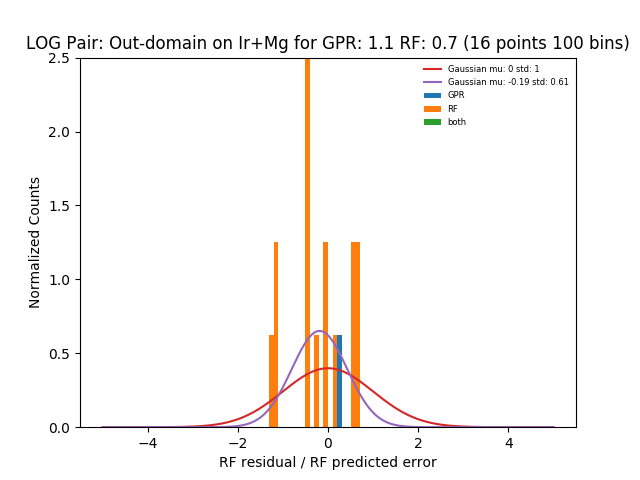 LOG Pair: Out-domain on Ir+Mg for GPR: 1.1 RF: 0.7 (16 points 100 bins)
Gaussian mu: 0 std: 1
Gaussian mu: -0.19 std: 0.61
GPR
RF
both
Normalized Counts
2.5
2.0
1.5
1.0
0.5
0.0
−4
−2
0
2
4
RF residual / RF predicted error